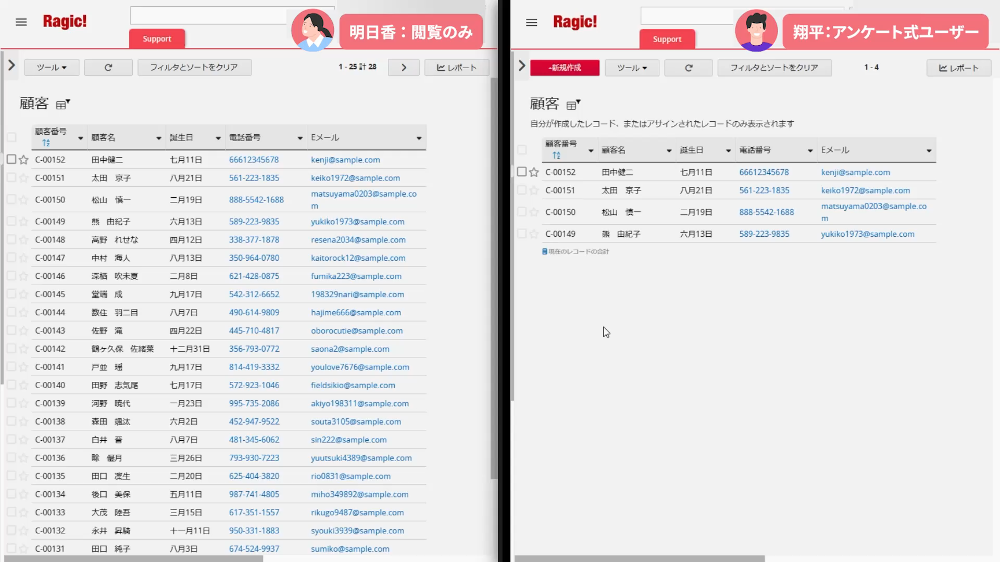 Ragic!
Support
明日香：閲覧のみ
ツール
フィルタとソートをクリア
1 - 25 計 28
レポート
顧客
顧客番号 顧客名 誕生日 電話番号 Eメール
C-00152 田中健二 七月11日 66612345678 kenji@sample.com
C-00151 太田 京子 八月21日 561-223-1835 keiko1972@sample.com
C-00150 松山 慎一 二月19日 888-5542-1688 matsuyama0203@sample.co
m
C-00149 熊 由紀子 六月13日 589-223-9835 yukiko1973@sample.com
C-00148 高野 れせな 四月12日 338-377-1878 resena2034@sample.com
C-00147 中村 海人 八月13日 350-964-0780 kaitorock12@sample.com
C-00146 深栖 吹未夏 二月8日 621-428-0875 fumika223@sample.com
C-00145 堂端 成 九月17日 542-312-6652 198329nari@sample.com
C-00144 数住 羽二目 八月7日 490-614-9809 hajime666@sample.com
C-00143 佐野 滝 四月22日 445-710-4817 oborocutie@sample.com
C-00142 鶴ヶ久保 佐緒菜 十二月31日 356-793-0772 saona2@sample.com
C-00141 戸並 瑶 九月17日 814-419-3332 youlove7676@sample.com
C-00140 田野 志気尾 七月17日 572-923-1046 fieldsikio@sample.com
C-00139 河野 暁代 一月23日 995-735-2086 akiyo198311@sample.com
C-00138 森田 颯汰 六月2日 452-947-9522 souta3105@sample.com
C-00137 白井 晋 八月7日 481-345-6062 sin222@sample.com
C-00136 優月 三月26日 793-930-7223 yuutsuki4389@sample.com
C-00135 田口 凜生 二月20日 625-404-3820 rio0831@sample.com
C-00134 後口 美保 五月11日 987-741-4805 miho349892@sample.com
C-00133 大茂 陸吾 三月15日 617-351-1557 rikugo9487@sample.com
C-00132 永井 昇騎 十一月11日 950-331-1883 syouki3939@sample.com
C-00131 田口 純子 八月3日 674-524-9937 sumiko@sample.com
Ragic!
Support
翔平：アンケート式ユーザー
+新規作成
ツール
フィルタとソートをクリア
1 - 4
レポート
顧客
自分が作成したレコード、またはアサインされたレコードのみ表示されます
顧客番号 顧客名 誕生日 電話番号 Eメール
C-00152 田中健二 七月11日 66612345678 kenji@sample.com
C-00151 太田 京子 八月21日 561-223-1835 keiko1972@sample.com
C-00150 松山 慎一 二月19日 888-5542-1688 matsuyama0203@sample.co
m
C-00149 熊 由紀子 六月13日 589-223-9835 yukiko1973@sample.com
現在のレコードの合計